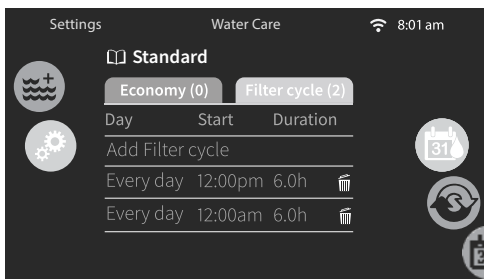 Settings Water Care 8:01 am
Standard
Economy (0) Filter cycle (2)
Day Start Duration
Add Filter cycle
Every day 12:00pm 6.0h
Every day 12:00am 6.0h
31
S